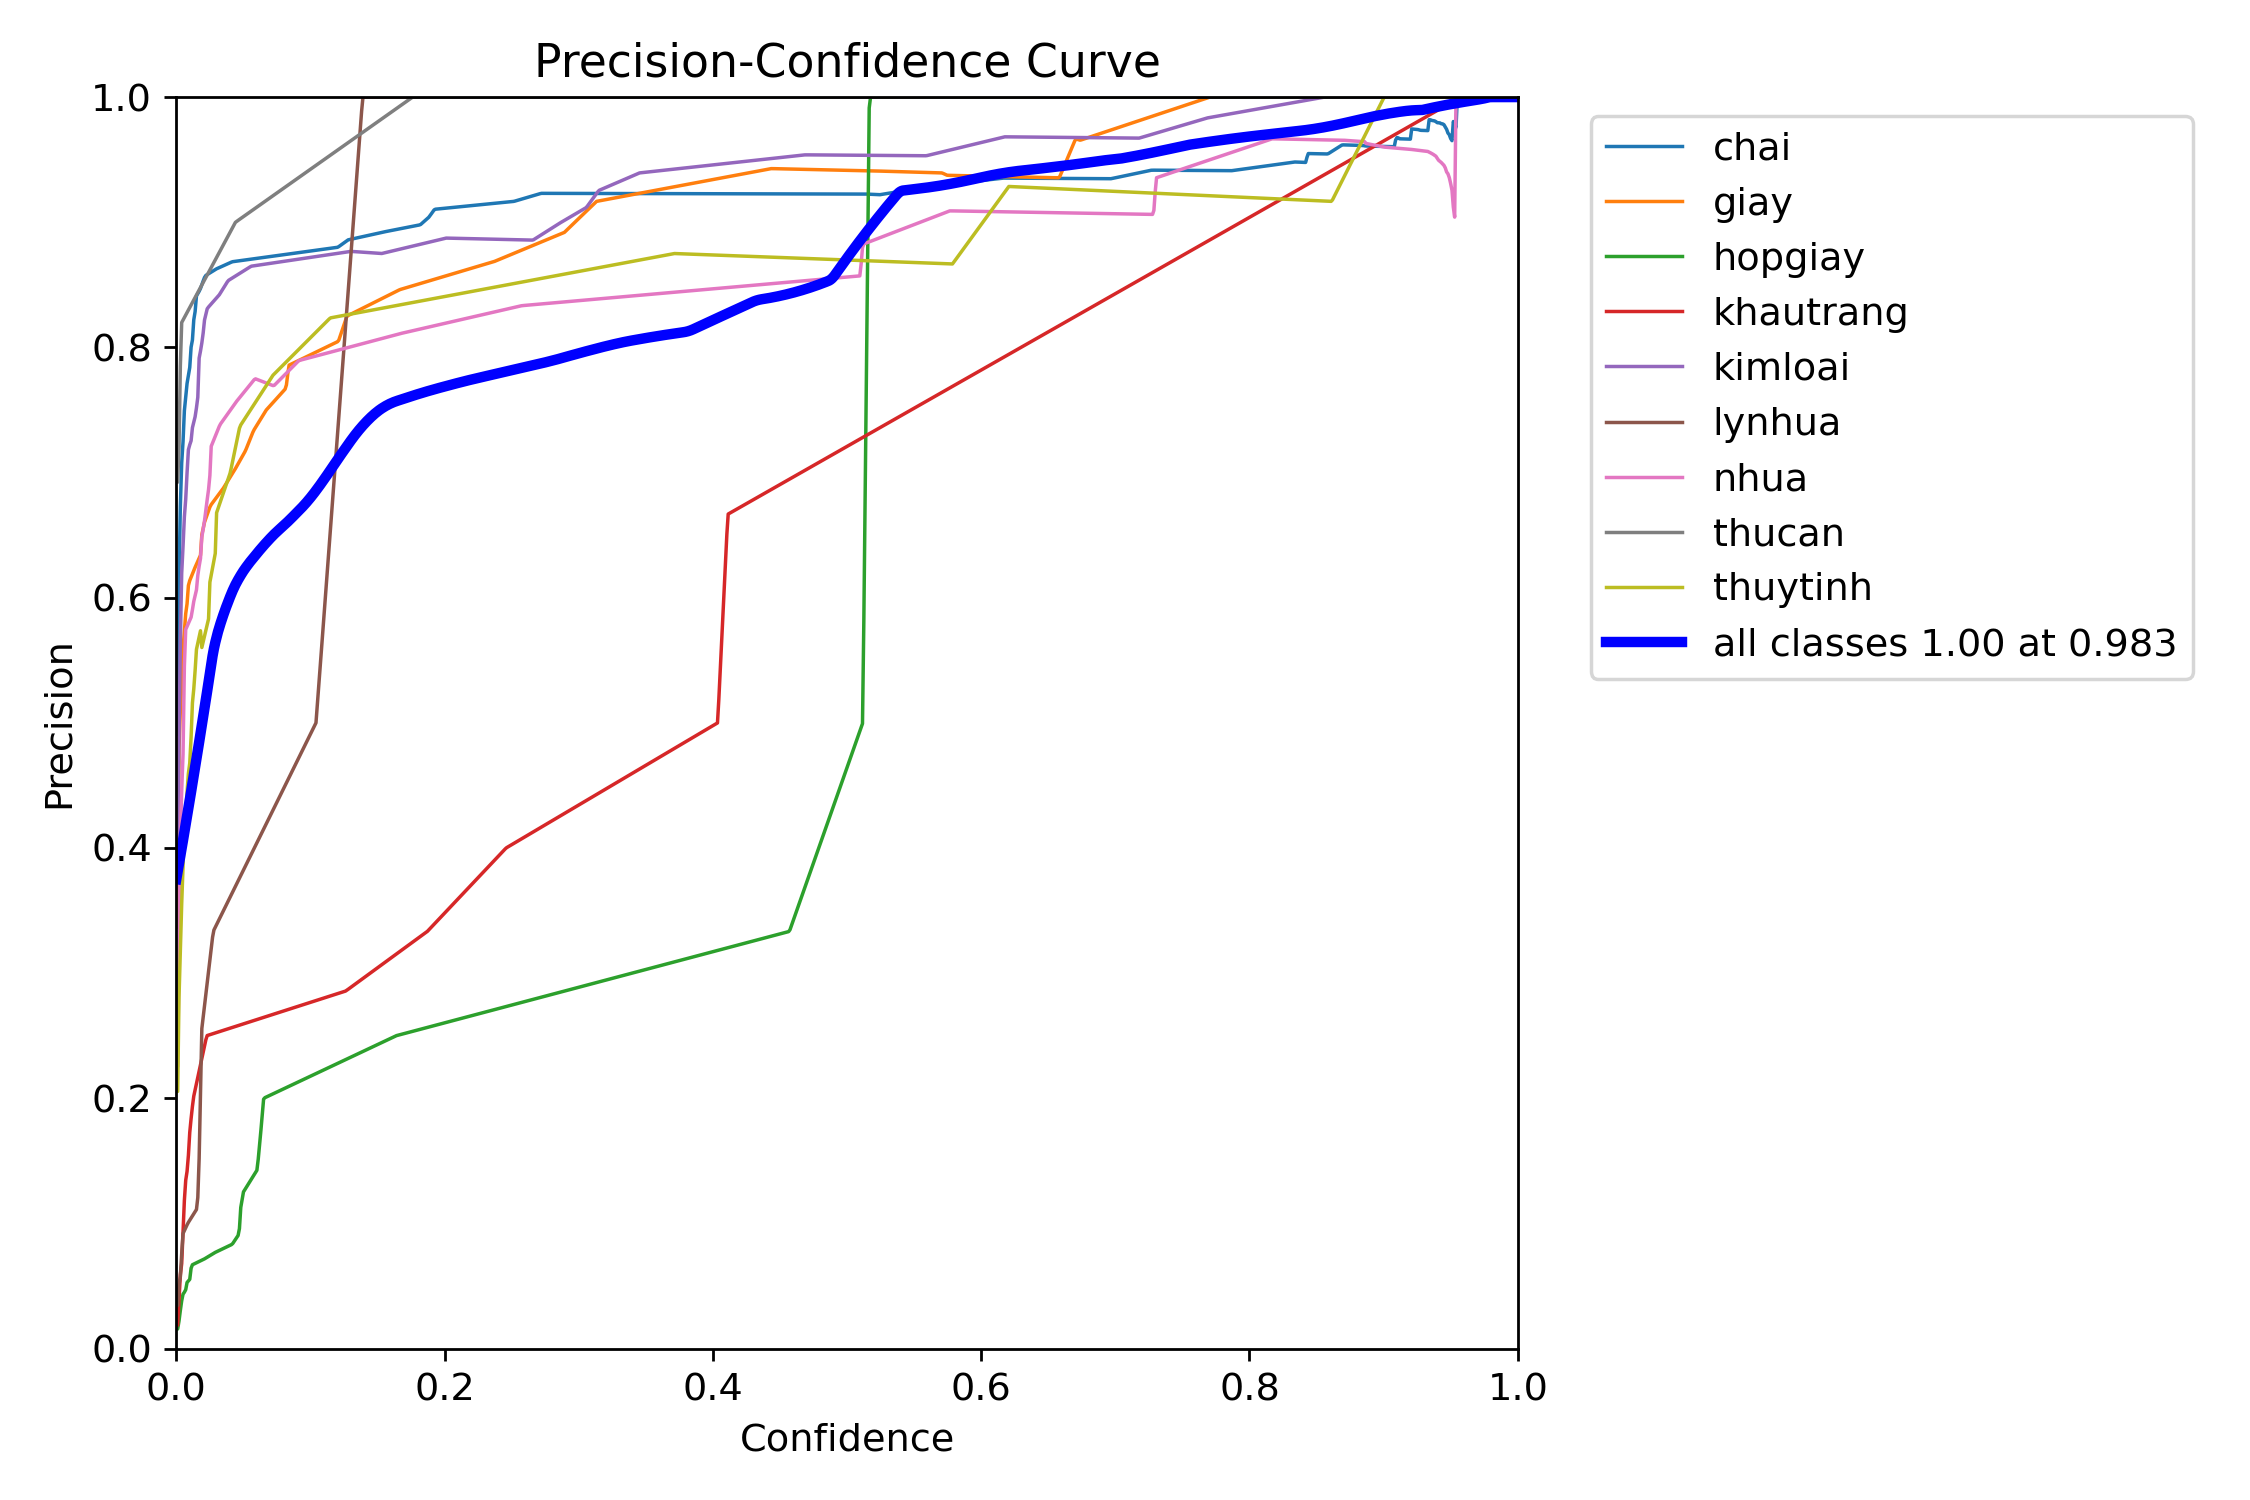 Precision-Confidence Curve
1.0
0.8
0.6
0.4
0.2
0.0
Precision
0.0 0.2 0.4 0.6 0.8 1.0
Confidence
chai
giay
hopgiay
khautrang
kimloai
lynhua
nhua
thucan
thuytinh
all classes 1.00 at 0.983